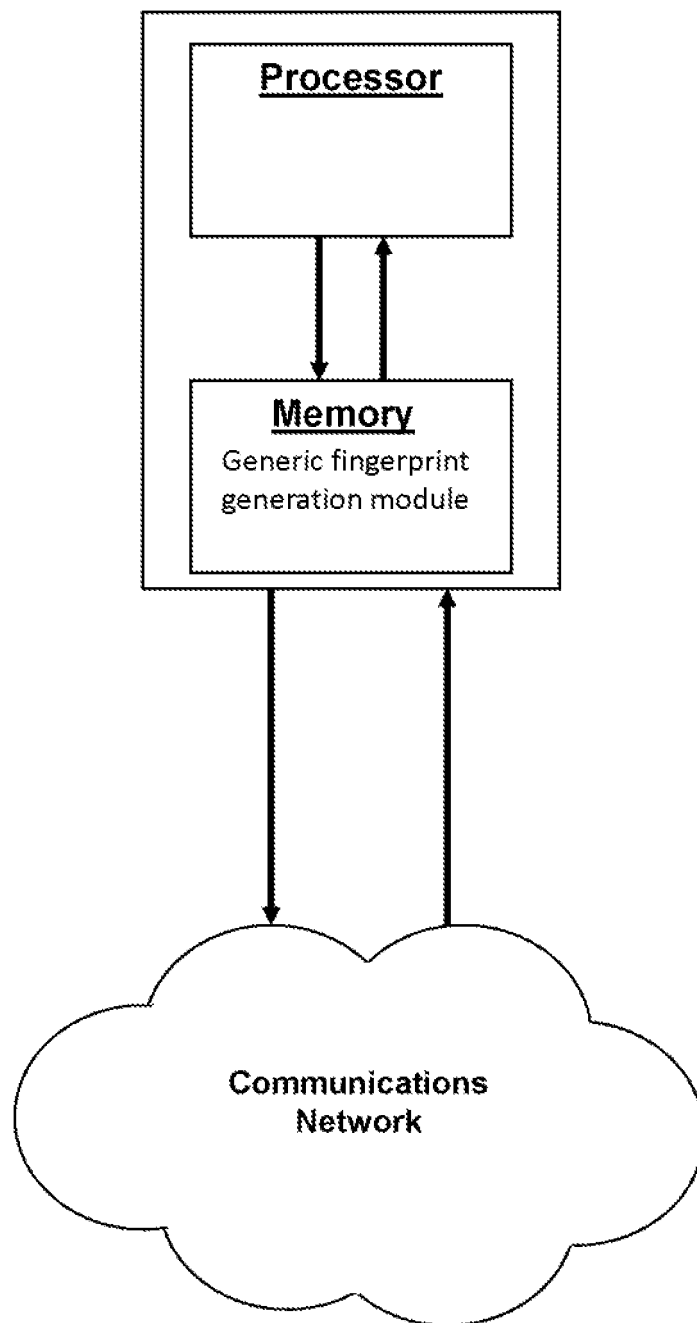 Processor
Memory
Generic fingerprint
generation module
Communications
Network